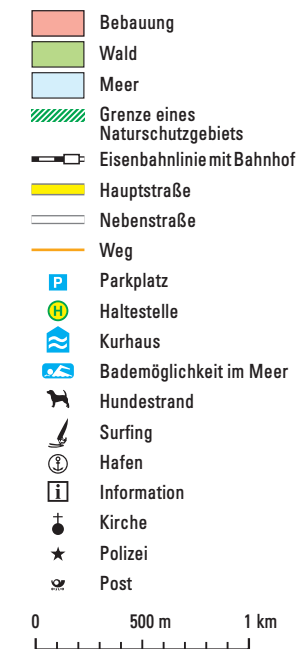 Bebauung
Wald
Meer
Grenze eines
Naturschutzgebiets
Eisenbahnlinie mit Bahnhof
Hauptstraße
Nebenstraße
Weg
P Parkplatz
H Haltestelle
Kurhaus
Bademöglichkeit im Meer
Hundestrand
Surfing
Hafen
i Information
Kirche
Polizei
Post
0 500 m 1 km